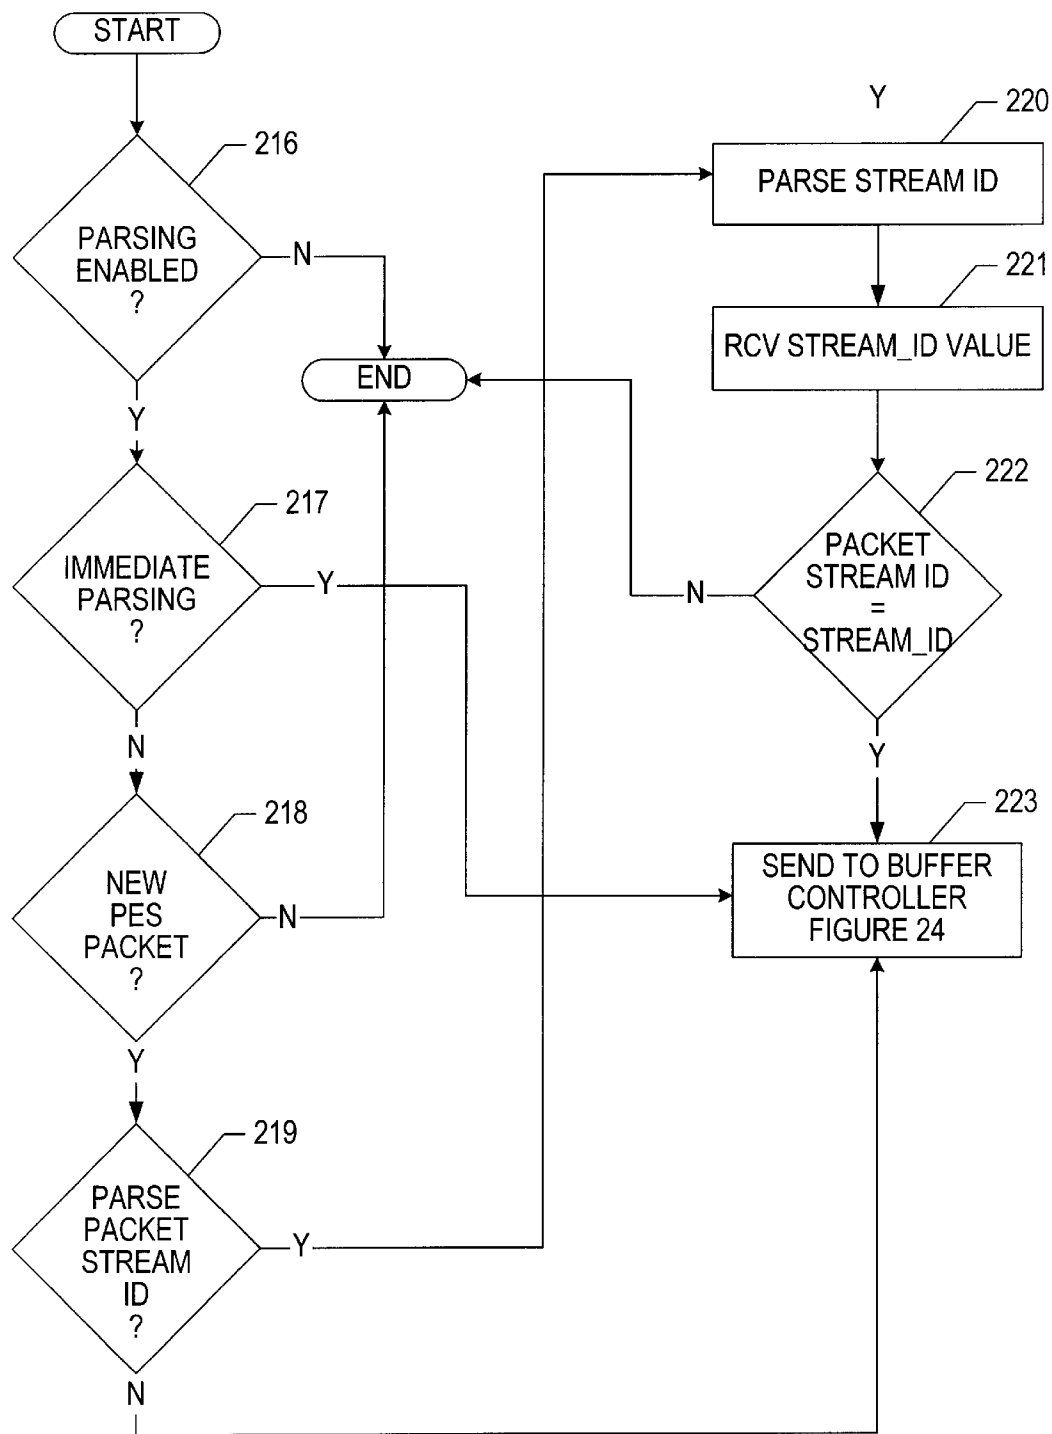 START
216
PARSING
ENABLED
?
N
Y
END
217
IMMEDIATE
PARSING
?
Y
N
218
NEW
PES
PACKET
?
N
Y
219
PARSE
PACKET
STREAM
ID
?
Y
N
Y
220
PARSE STREAM ID
221
RCV STREAM_ID VALUE
222
PACKET
STREAM ID
=
STREAM_ID
N
Y
223
SEND TO BUFFER
CONTROLLER
FIGURE 24